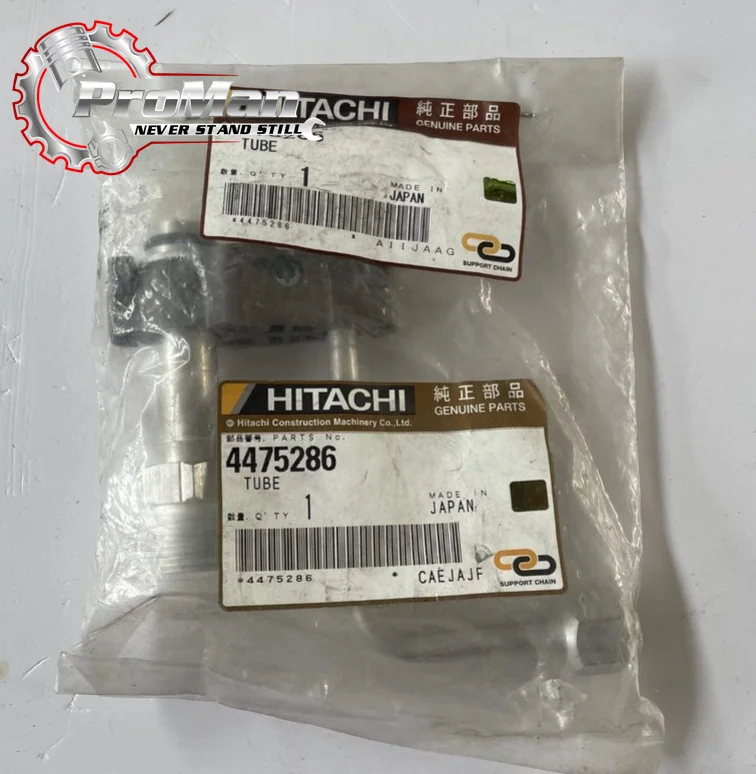 ProMan
NEVER STAND STILL
HITACHI 純正部品
GENUINE PARTS
TUBE
数量. Q'TY 1
MADE IN
JAPAN
*4475286 *
A11JAAG
SUPPORT CHAIN
HITACHI 純正部品
GENUINE PARTS
© Hitachi Construction Machinery Co.,Ltd.
部品番号. PARTS No.
4475286
TUBE
数量. Q'TY 1
MADE IN
JAPAN
*4475286 * CAEJAJF
SUPPORT CHAIN